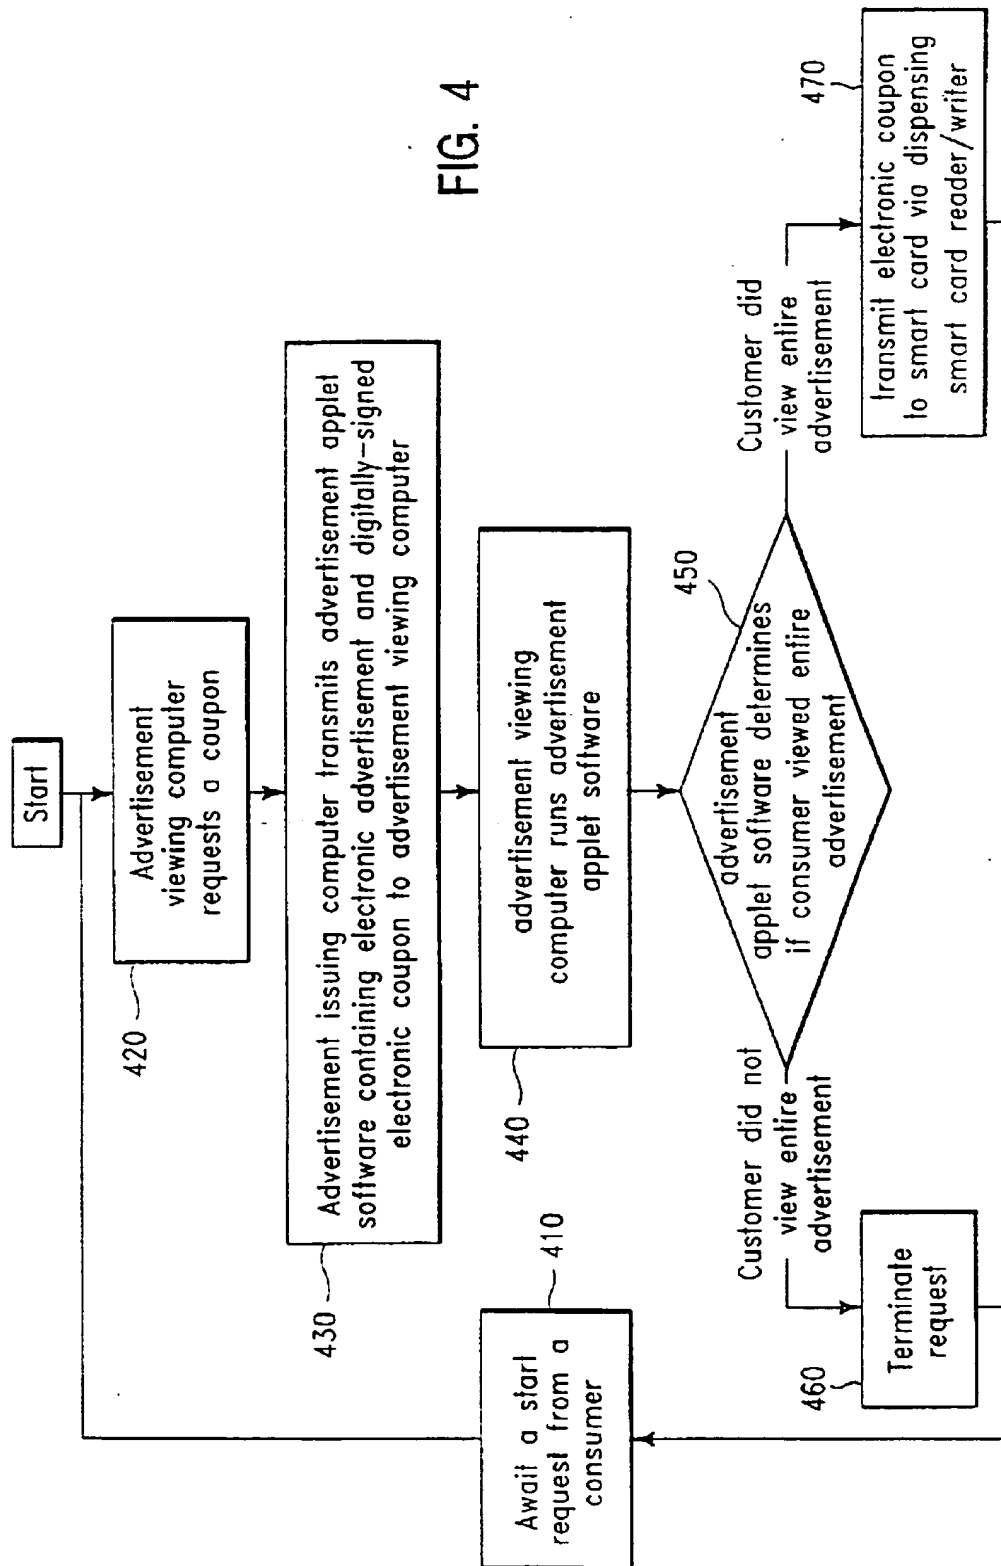 FIG. 4
Start
Advertisement
viewing computer
requests a coupon
420
Advertisement issuing computer transmits advertisement applet
software containing electronic advertisement and digitally-signed
electronic coupon to advertisement viewing computer
430
advertisement viewing
computer runs advertisement
applet software
440
Await a start
request from a
consumer
410
advertisement
applet software determines
if consumer viewed entire
advertisement
450
Customer did not
view entire
advertisement
Customer did
view entire
advertisement
Terminate
request
460
transmit electronic coupon
to smart card via dispensing
smart card reader/writer
470